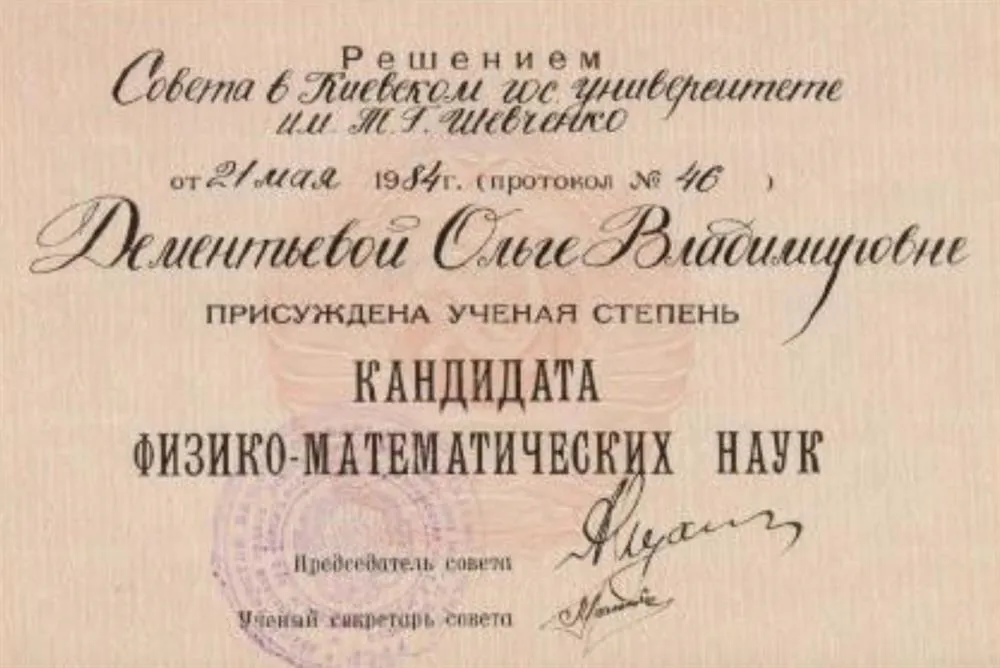 Решением
Совета в Киевском гос. университете
им. Т. Г. Шевченко
от 21 мая 1984 г. (протокол № 46 )
Дементьевой Ольге Владимировне
ПРИСУЖДЕНА УЧЕНАЯ СТЕПЕНЬ
КАНДИДАТА
ФИЗИКО-МАТЕМАТИЧЕСКИХ НАУК
Председатель совета
Ученый секретарь совета